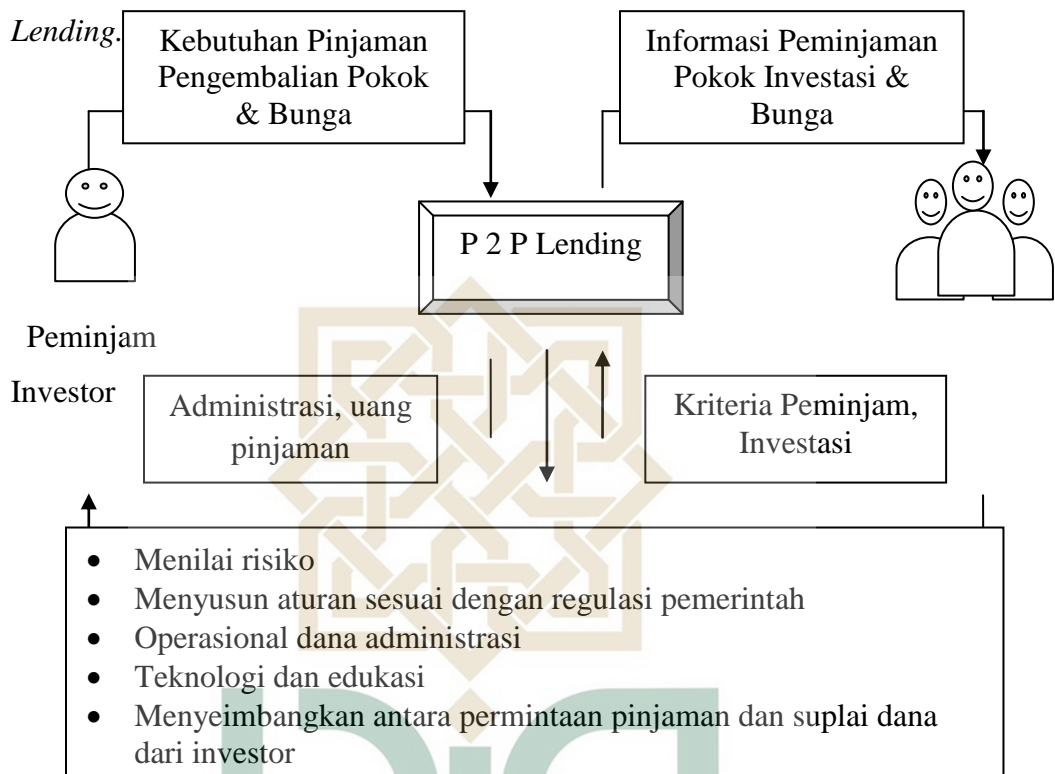 Lending.
Kebutuhan Pinjaman
Pengembalian Pokok
& Bunga
Informasi Peminjaman
Pokok Investasi &
Bunga
P 2 P Lending
Peminjam
Investor
Administrasi, uang
pinjaman
Kriteria Peminjam,
Investasi
• Menilai risiko
• Menyusun aturan sesuai dengan regulasi pemerintah
• Operasional dana administrasi
• Teknologi dan edukasi
• Menyeimbangkan antara permintaan pinjaman dan suplai dana
dari investor